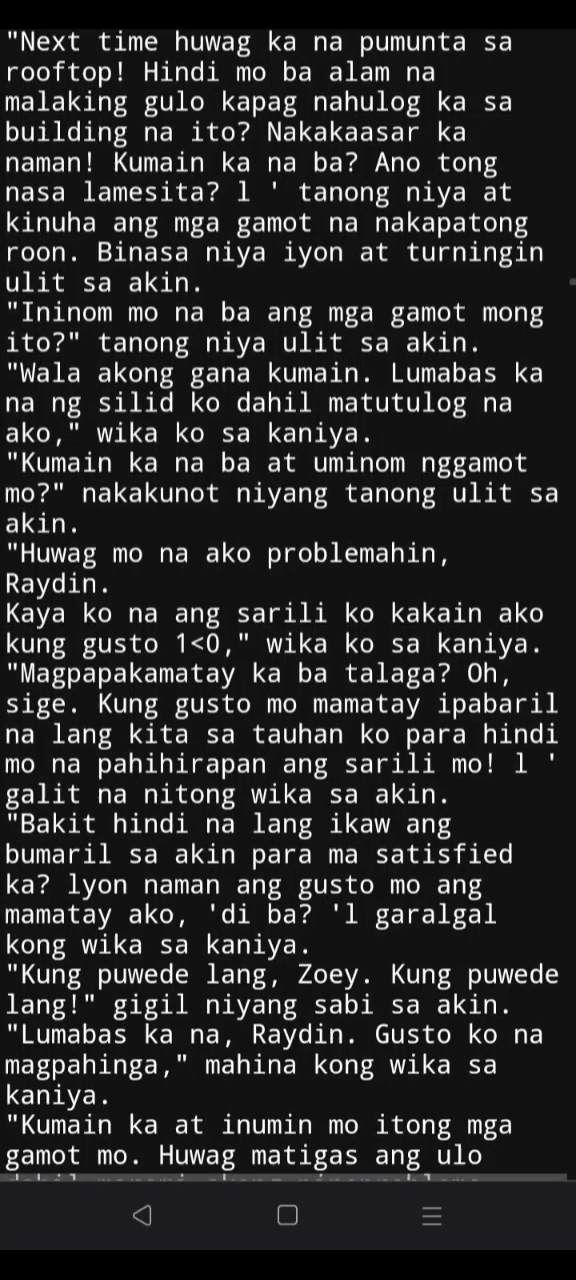 "Next time huwag ka na pumunta sa
rooftop! Hindi mo ba alam na
malaking gulo kapag nahulog ka sa
building na ito? Nakakaasar ka
naman! Kumain ka na ba? Ano tong
nasa lamesita? l ' tanong niya at
kinuha ang mga gamot na nakapatong
roon. Binasa niya iyon at turningin
ulit sa akin.
"Ininom mo na ba ang mga gamot mong
ito?" tanong niya ulit sa akin.
"Wala akong gana kumain. Lumabas ka
na ng silid ko dahil matutulog na
ako," wika ko sa kaniya.
"Kumain ka na ba at uminom nggamot
mo?" nakakunot niyang tanong ulit sa
akin.
"Huwag mo na ako problemahin,
Raydin.
Kaya ko na ang sarili ko kakain ako
kung gusto 1<0," wika ko sa kaniya.
"Magpapakamatay ka ba talaga? Oh,
sige. Kung gusto mo mamatay ipabaril
na lang kita sa tauhan ko para hindi
mo na pahihirapan ang sarili mo! l '
galit na nitong wika sa akin.
"Bakit hindi na lang ikaw ang
bumaril sa akin para ma satisfied
ka? lyon naman ang gusto mo ang
mamatay ako, 'di ba? 'l garalgal
kong wika sa kaniya.
"Kung puwede lang, Zoey. Kung puwede
lang!" gigil niyang sabi sa akin.
"Lumabas ka na, Raydin. Gusto ko na
magpahinga," mahina kong wika sa
kaniya.
"Kumain ka at inumin mo itong mga
gamot mo. Huwag matigas ang ulo